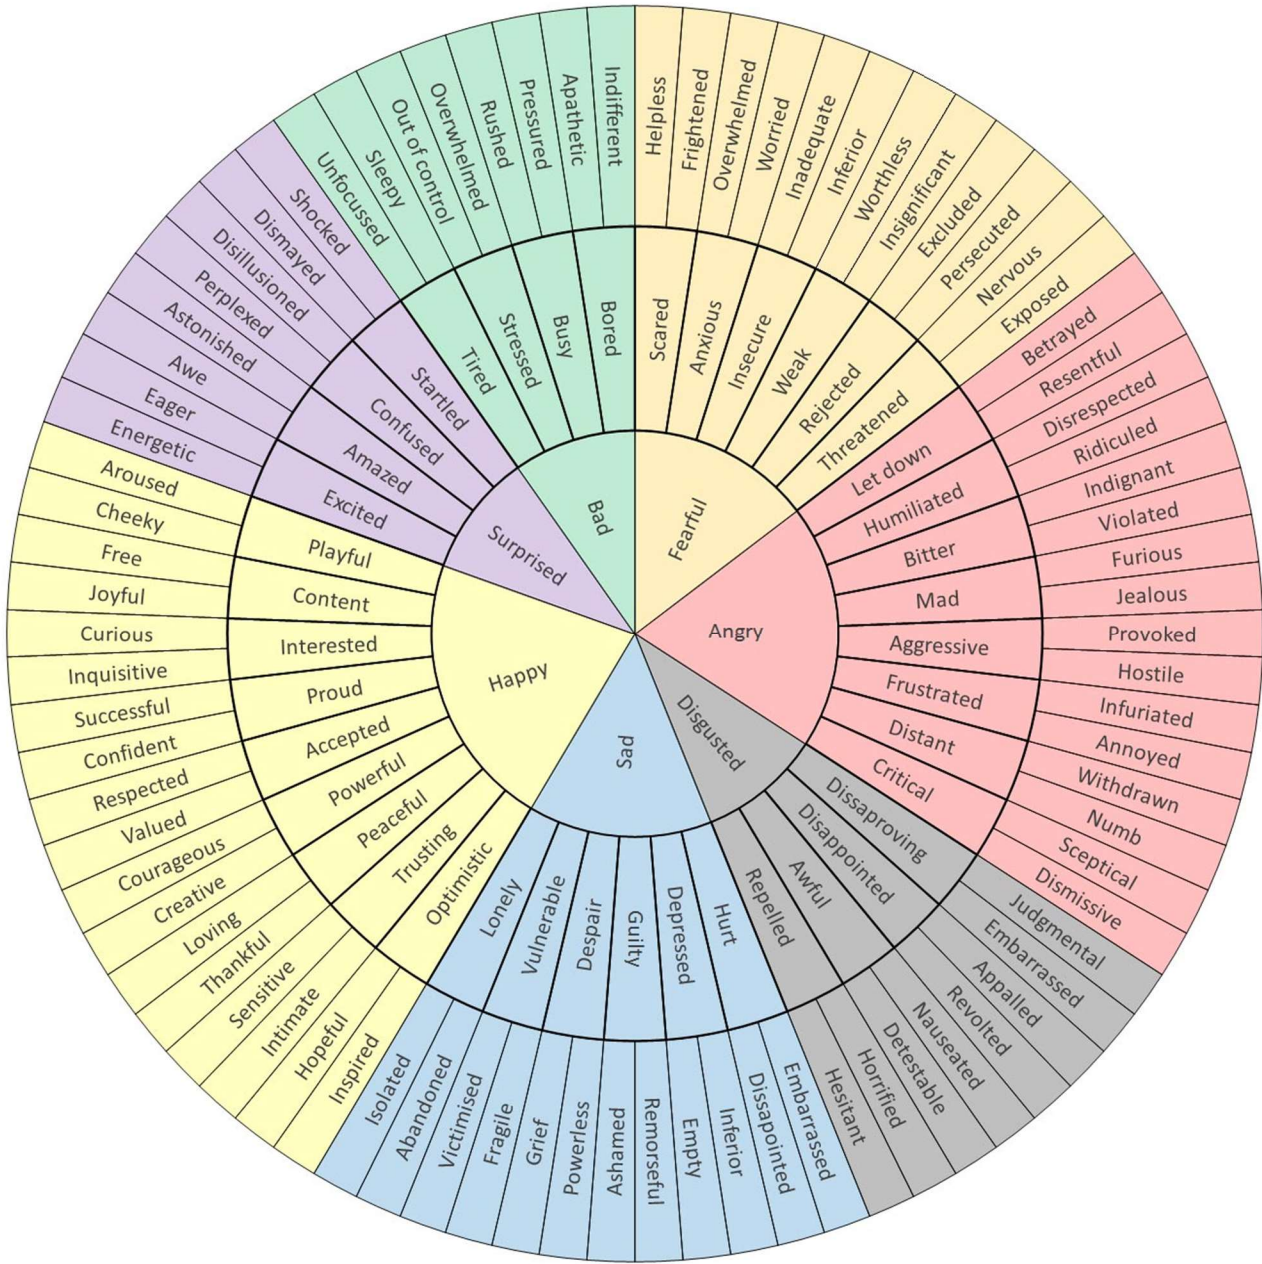 Fearful
Angry
Disgusted
Sad
Happy
Surprised
Bad
Scared
Anxious
Insecure
Weak
Rejected
Threatened
Let down
Humiliated
Bitter
Mad
Aggressive
Frustrated
Distant
Critical
Dissaproving
Disappointed
Awful
Repelled
Hurt
Depressed
Guilty
Despair
Vulnerable
Lonely
Optimistic
Trusting
Peaceful
Powerful
Accepted
Proud
Interested
Content
Playful
Excited
Amazed
Confused
Startled
Tired
Stressed
Busy
Bored
Helpless
Frightened
Overwhelmed
Worried
Inadequate
Inferior
Worthless
Insignificant
Excluded
Persecuted
Nervous
Exposed
Betrayed
Resentful
Disrespected
Ridiculed
Indignant
Violated
Furious
Jealous
Provoked
Hostile
Infuriated
Annoyed
Withdrawn
Numb
Sceptical
Dismissive
Judgmental
Embarrassed
Appalled
Revolted
Nauseated
Detestable
Horrified
Hesitant
Embarrassed
Dissapointed
Inferior
Empty
Remorseful
Ashamed
Powerless
Grief
Fragile
Victimised
Abandoned
Isolated
Inspired
Hopeful
Intimate
Sensitive
Thankful
Loving
Creative
Courageous
Valued
Respected
Confident
Successful
Inquisitive
Curious
Joyful
Free
Cheeky
Aroused
Energetic
Eager
Awe
Astonished
Perplexed
Disillusioned
Dismayed
Shocked
Unfocussed
Sleepy
Out of control
Overwhelmed
Rushed
Pressured
Apathetic
Indifferent